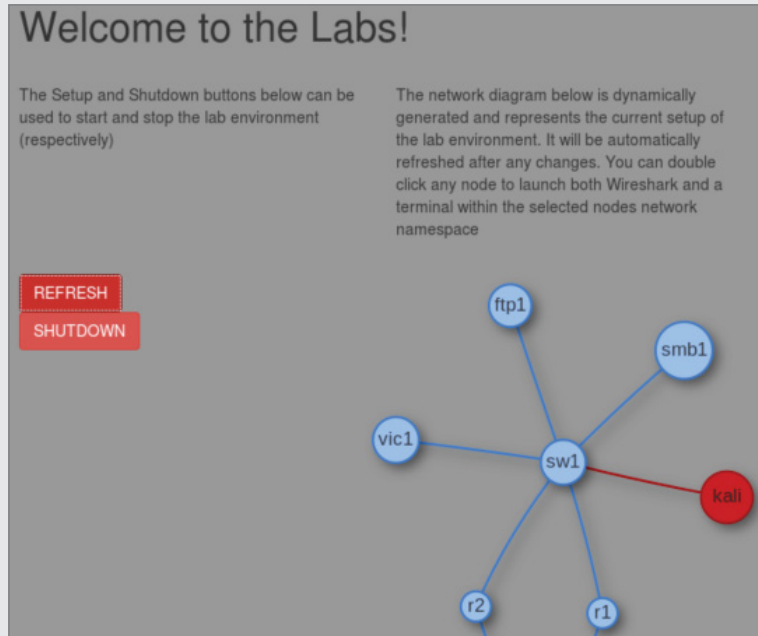 Welcome to the Labs!
The Setup and Shutdown buttons below can be
used to start and stop the lab environment
(respectively)
The network diagram below is dynamically
generated and represents the current setup of
the lab environment. It will be automatically
refreshed after any changes. You can double
click any node to launch both Wireshark and a
terminal within the selected nodes network
namespace
REFRESH
SHUTDOWN
ftp1
smb1
vic1
sw1
kali
r2
r1